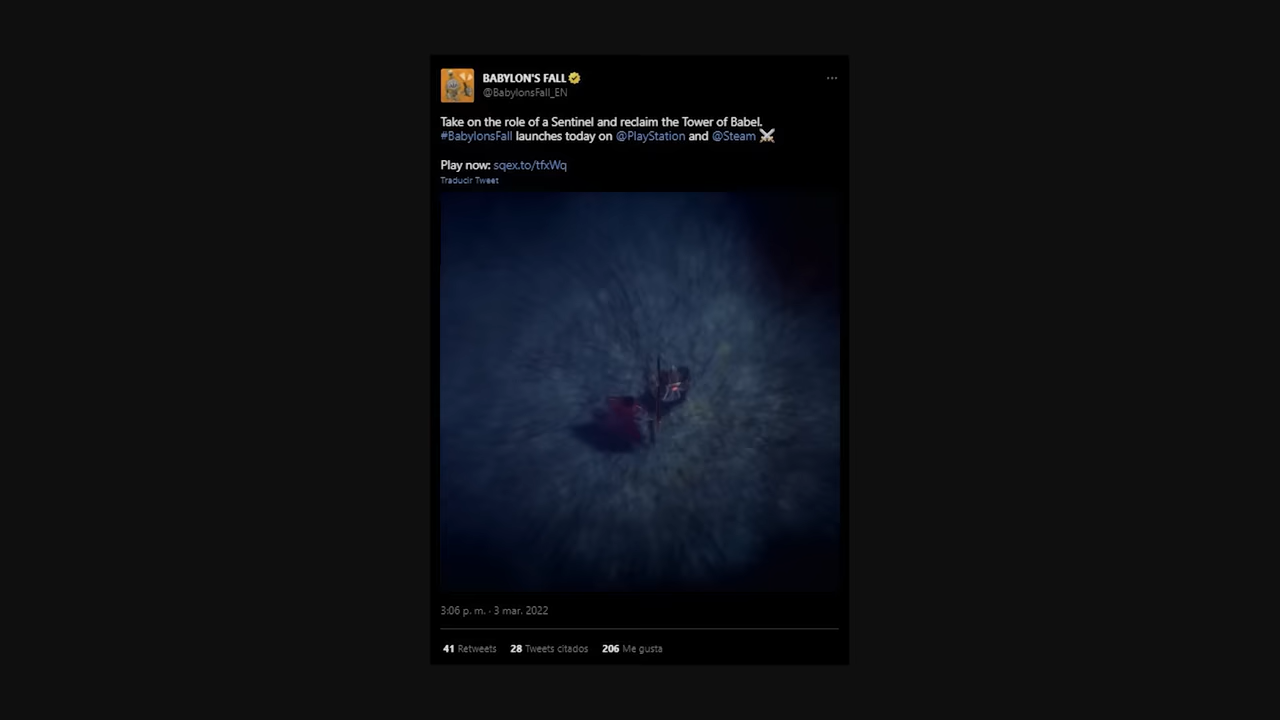 BABYLON'S FALL
@BabylonsFall_EN
Take on the role of a Sentinel and reclaim the Tower of Babel.
#BabylonsFall launches today on @PlayStation and @Steam ⚔
Play now: sqex.to/tfxWq
Traducir Tweet
3:06 p. m. · 3 mar. 2022
41 Retweets 28 Tweets citados 206 Me gusta